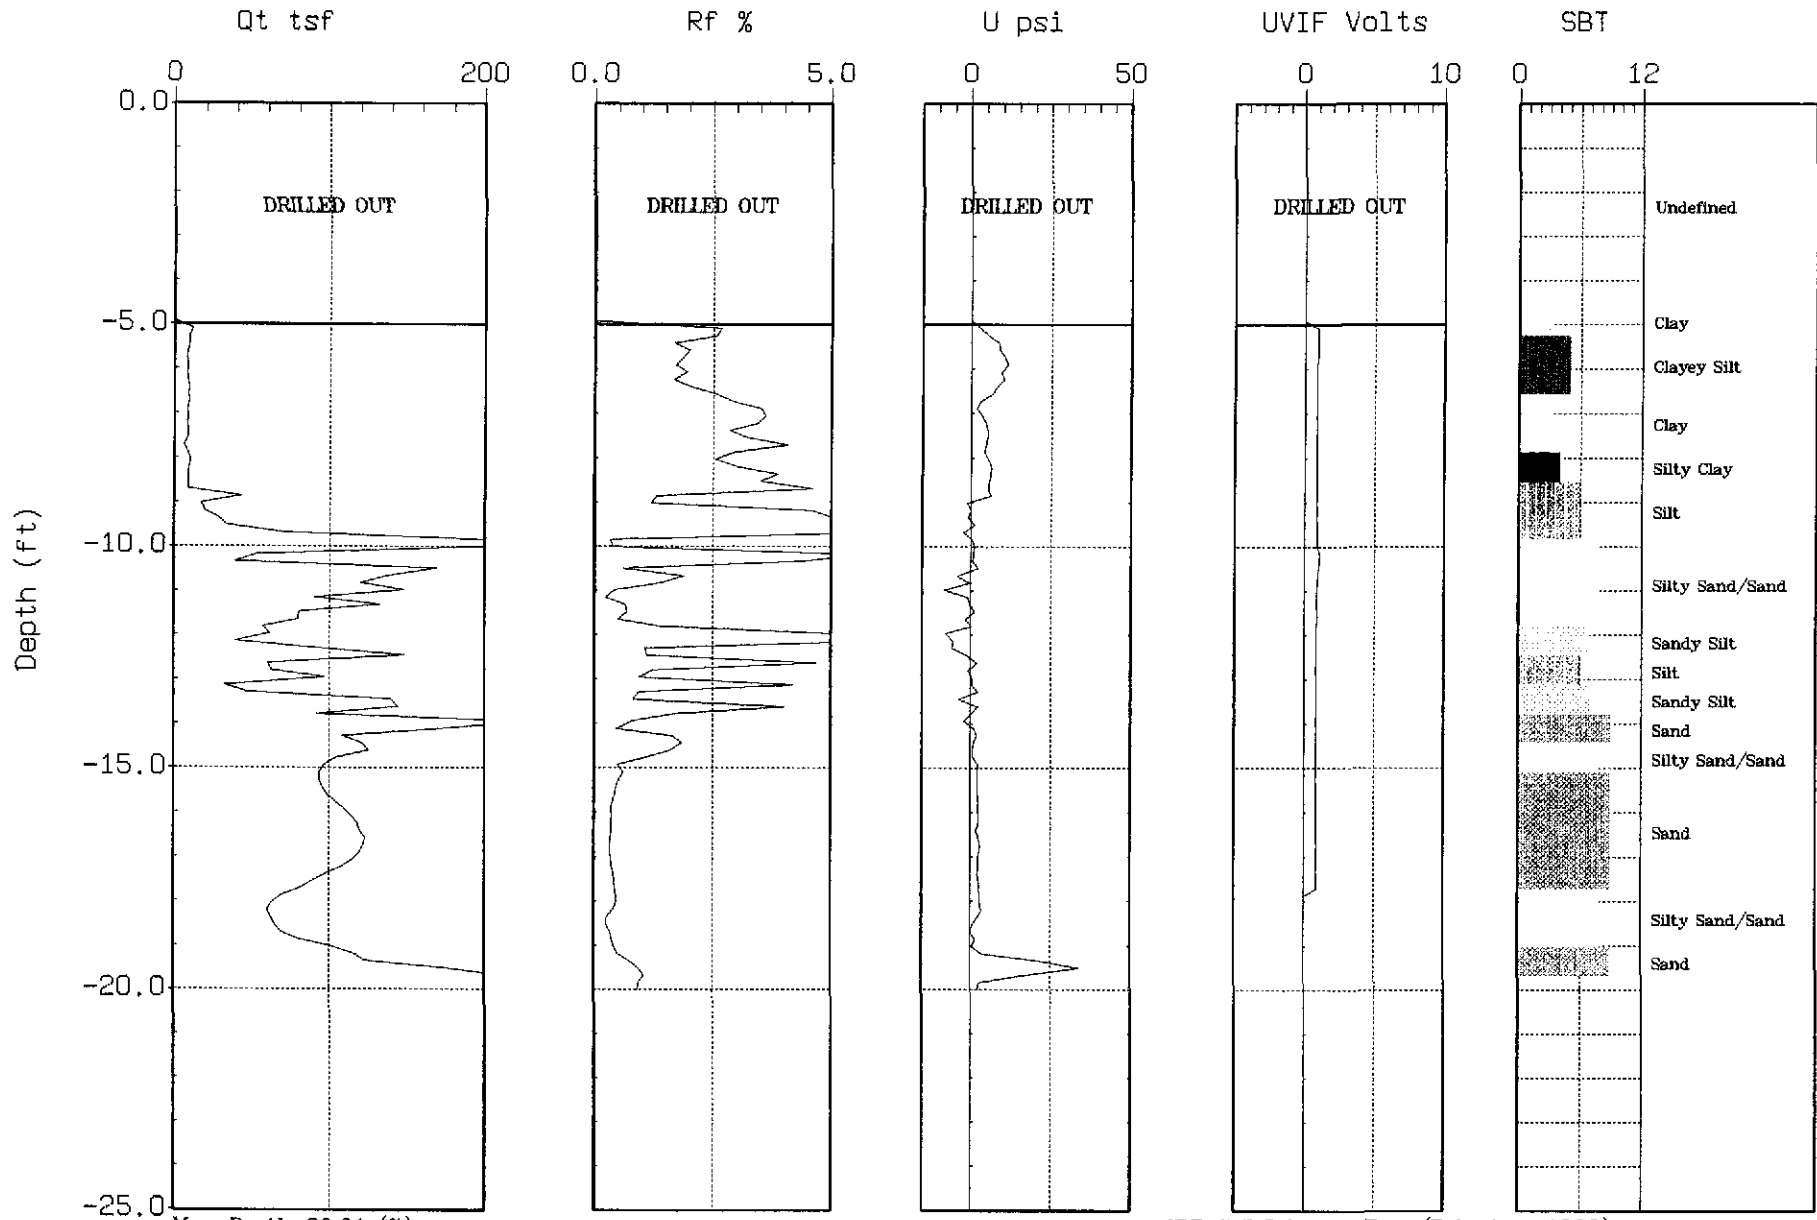 Qt tsf
Rf %
U psi
UVIF Volts
SBT
0 200
0.0 5.0
0 50
0 10
0 12
0.0
-5.0
-10.0
-15.0
-20.0
-25.0
Depth (ft)
DRILLED OUT
DRILLED OUT
DRILLED OUT
DRILLED OUT
Undefined
Clay
Clayey Silt
Clay
Silty Clay
Silt
Silty Sand/Sand
Sandy Silt
Silt
Sandy Silt
Sand
Silty Sand/Sand
Sand
Silty Sand/Sand
Sand